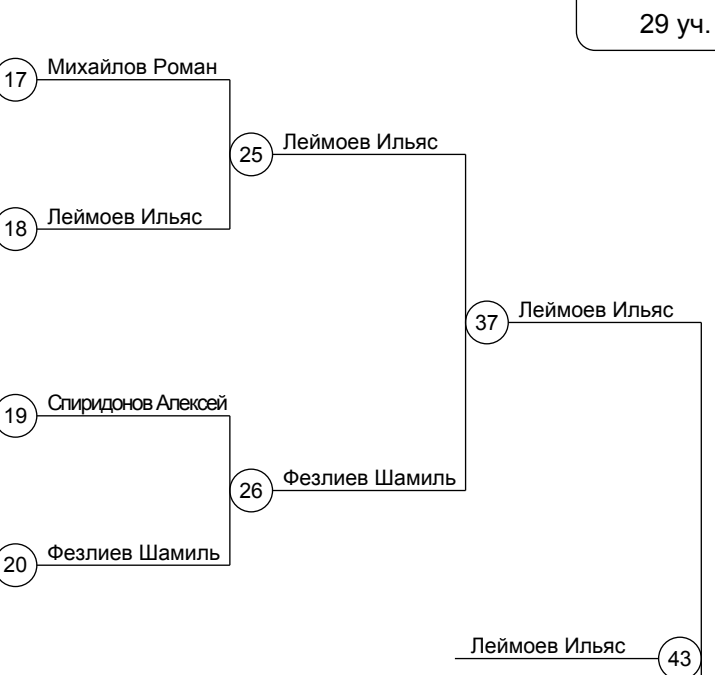 29 уч.
17 Михайлов Роман
25 Леймоев Ильяс
18 Леймоев Ильяс
37 Леймоев Ильяс
19 Спиридонов Алексей
26 Фезлиев Шамиль
20 Фезлиев Шамиль
Леймоев Ильяс 43